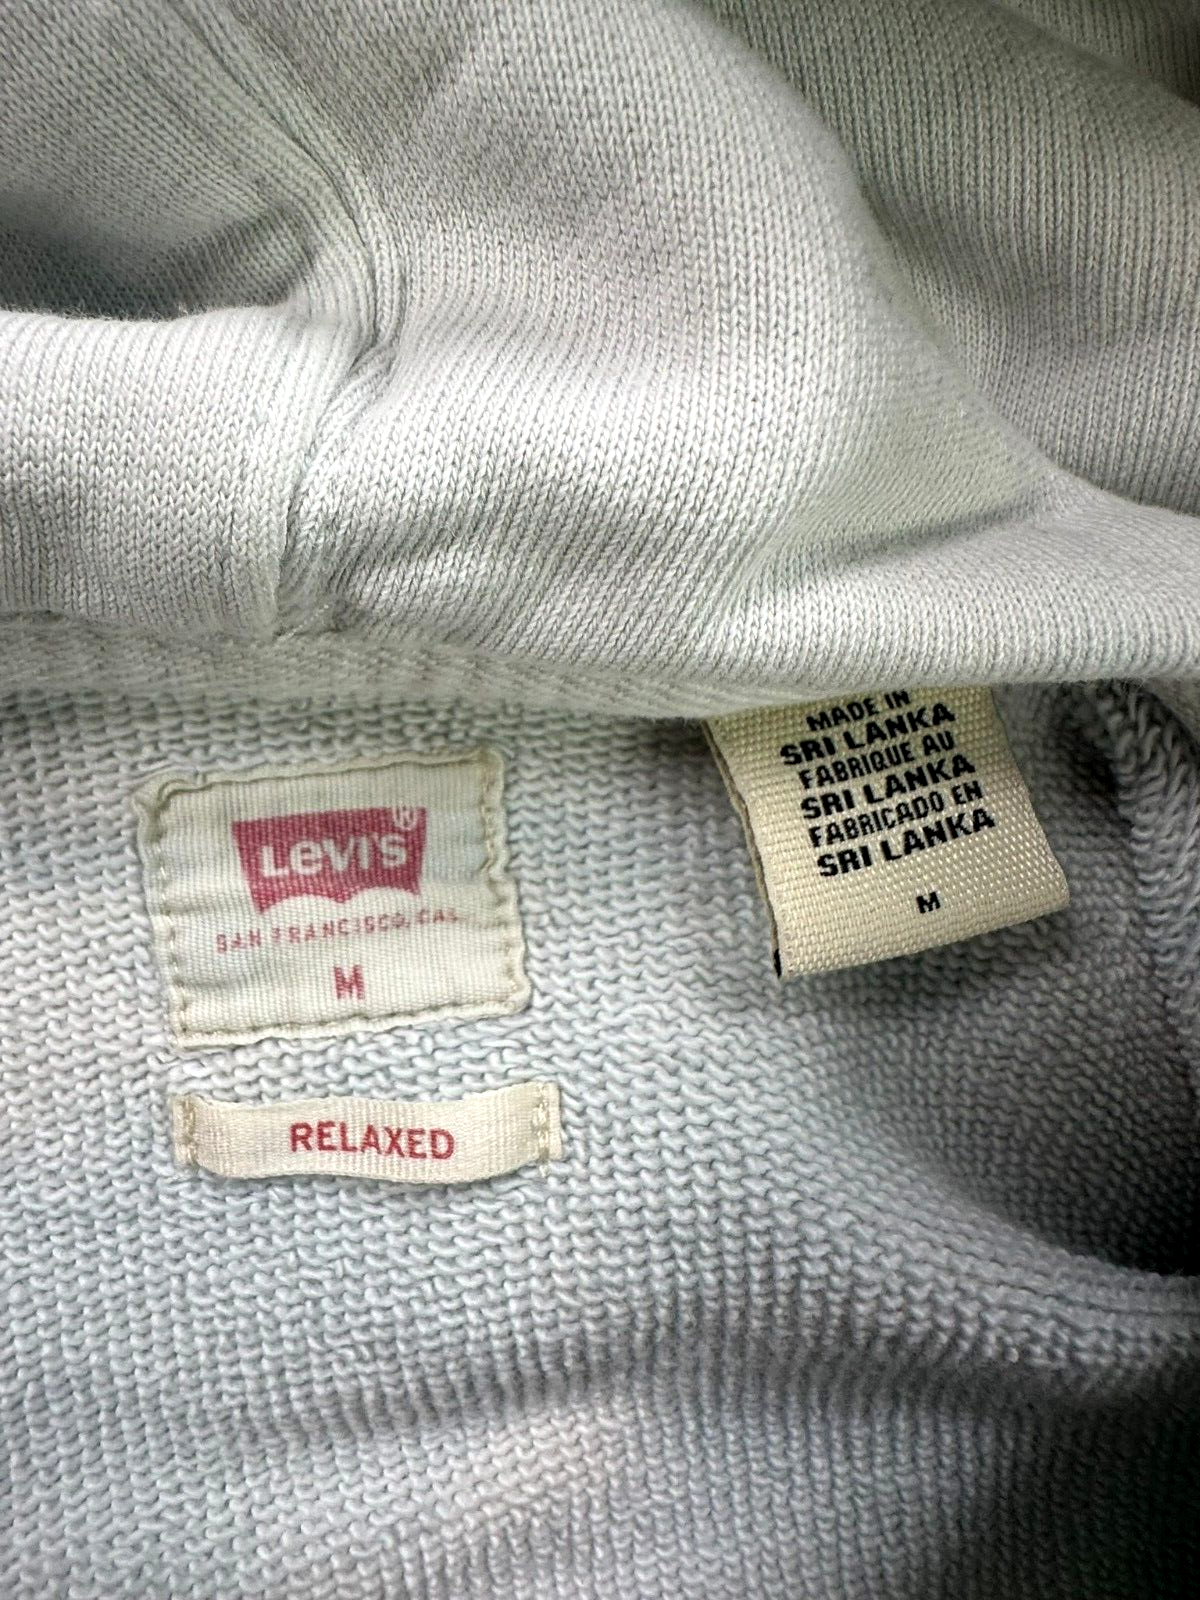 LEVI'S®
SAN FRANCISCO, CAL.
M
RELAXED
MADE IN
SRI LANKA
FABRIQUE AU
SRI LANKA
FABRICADO EN
SRI LANKA
M